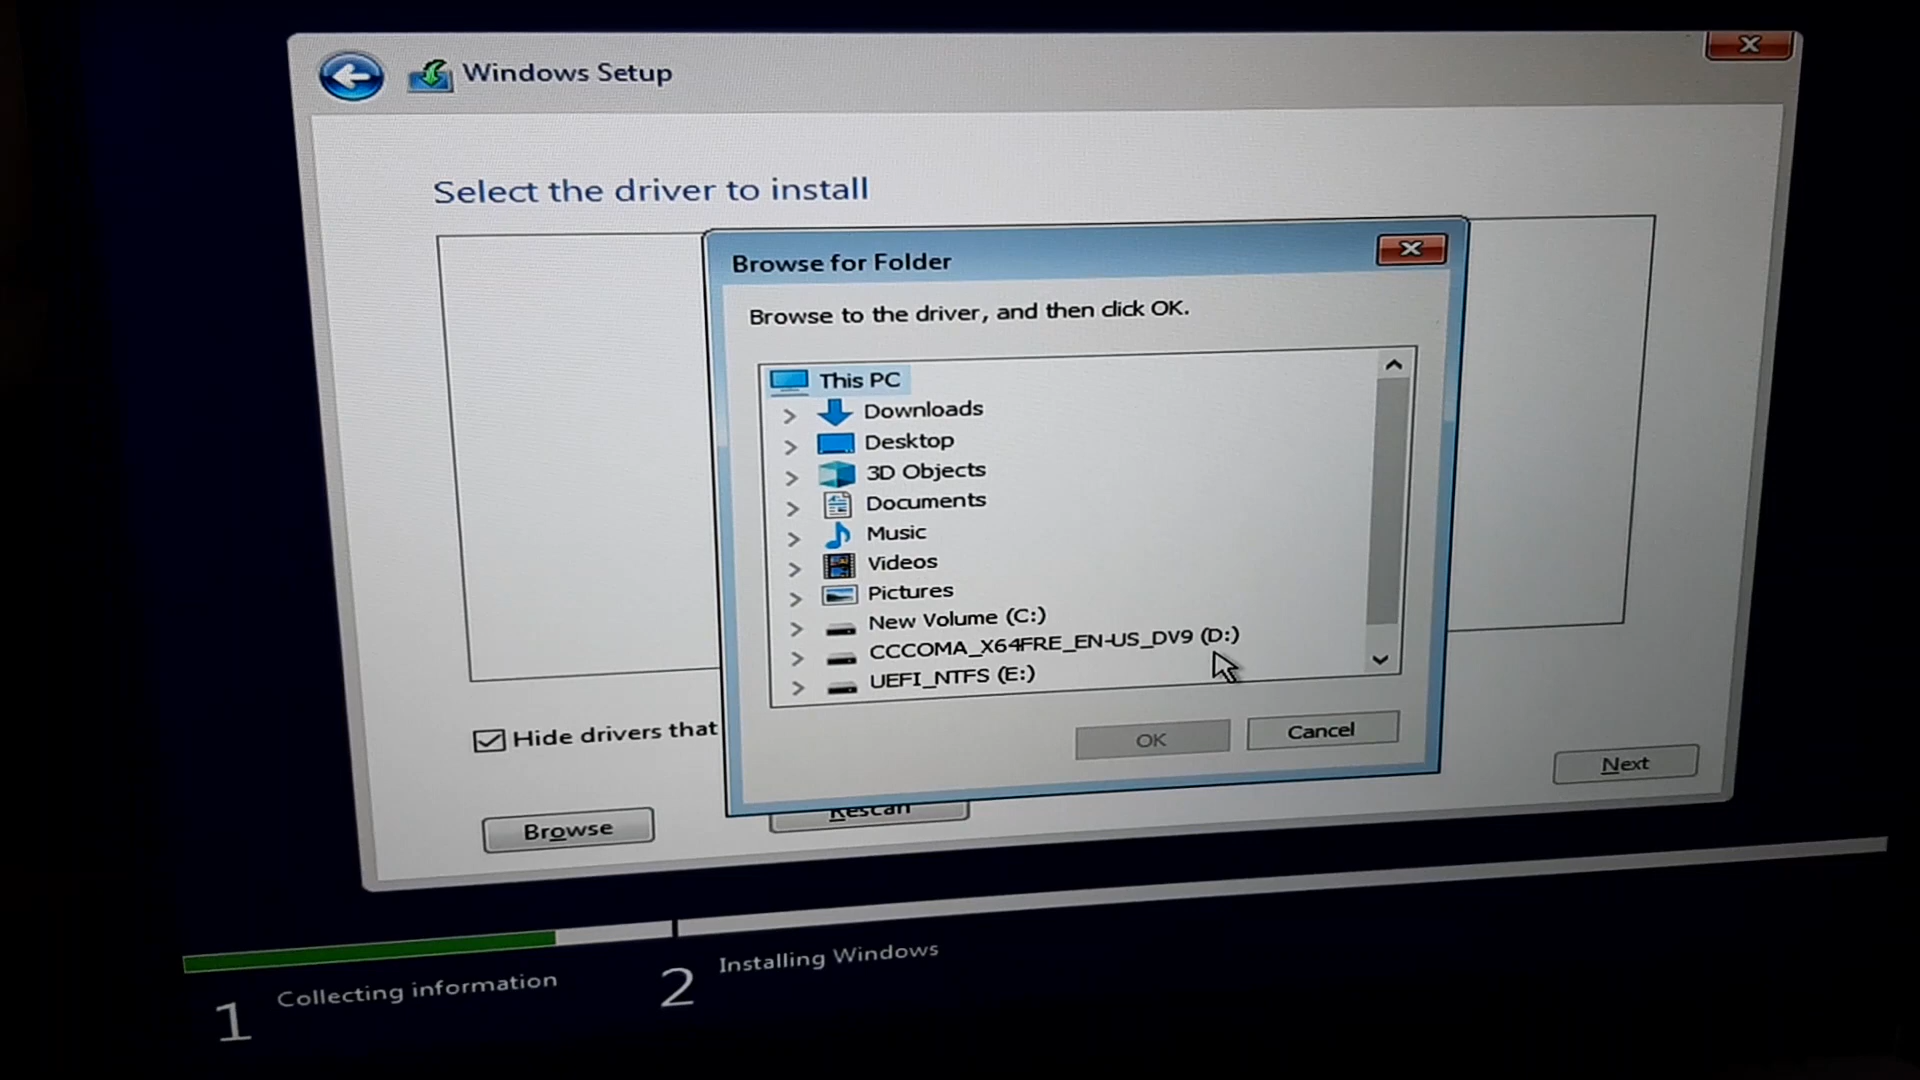 Windows Setup
Select the driver to install
Browse for Folder
Browse to the driver, and then click OK.
This PC
Downloads
Desktop
3D Objects
Documents
Music
Videos
Pictures
New Volume (C:)
CCCOMA_X64FRE_EN-US_DV9 (D:)
UEFI_NTFS (E:)
OK
Cancel
Hide drivers that
Next
Browse
Rescan
1 Collecting information
2 Installing Windows